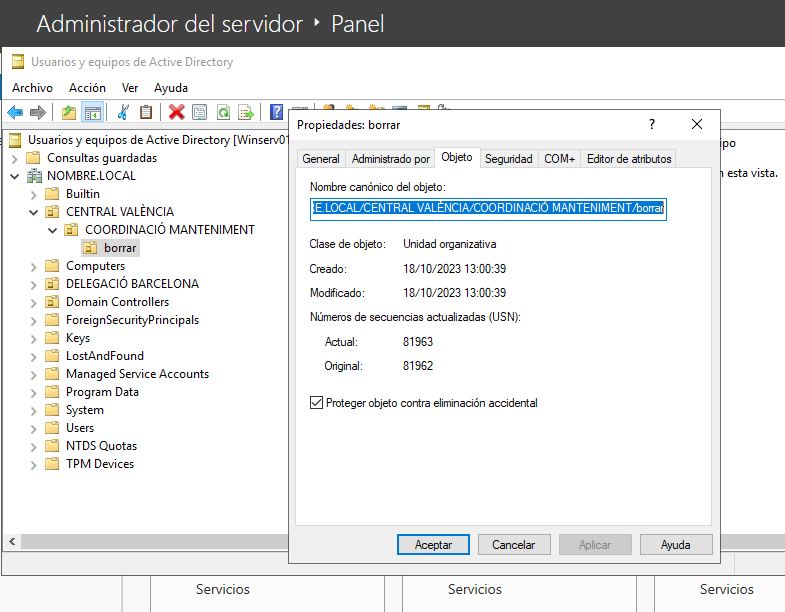 Administrador del servidor ‣ Panel
Usuarios y equipos de Active Directory
Archivo Acción Ver Ayuda
Usuarios y equipos de Active Directory [Winserv01
Consultas guardadas
NOMBRE.LOCAL
Builtin
CENTRAL VALÈNCIA
COORDINACIÓ MANTENIMENT
borrar
Computers
DELEGACIÓ BARCELONA
Domain Controllers
ForeignSecurityPrincipals
Keys
LostAndFound
Managed Service Accounts
Program Data
System
Users
NTDS Quotas
TPM Devices
Propiedades: borrar
General Administrado por Objeto Seguridad COM+ Editor de atributos
Nombre canónico del objeto:
E.LOCAL/CENTRAL VALÈNCIA/COORDINACIÓ MANTENIMENT/borrar
Clase de objeto: Unidad organizativa
Creado: 18/10/2023 13:00:39
Modificado: 18/10/2023 13:00:39
Números de secuencias actualizadas (USN):
Actual: 81963
Original: 81962
Proteger objeto contra eliminación accidental
Aceptar Cancelar Aplicar Ayuda
esta vista.
Servicios Servicios Servicios